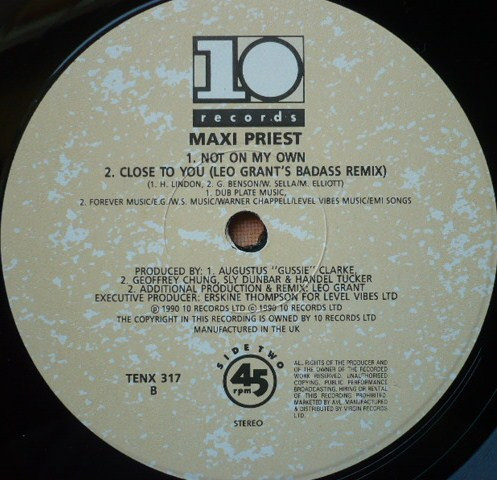 10
records
MAXI PRIEST
1. NOT ON MY OWN
2. CLOSE TO YOU (LEO GRANT'S BADASS REMIX)
(1. H. LINDON, 2. G. BENSON/W. SELLA/M. ELLIOTT)
1. DUB PLATE MUSIC,
2. FOREVER MUSIC/E.G./W.S. MUSIC/WARNER CHAPPELL/LEVEL VIBES MUSIC/EMI SONGS
PRODUCED BY: 1. AUGUSTUS "GUSSIE" CLARKE,
2. GEOFFREY CHUNG, SLY DUNBAR & HANDEL TUCKER
2. ADDITIONAL PRODUCTION & REMIX: LEO GRANT
EXECUTIVE PRODUCER: ERSKINE THOMPSON FOR LEVEL VIBES LTD
℗ 1990 10 RECORDS LTD © 1990 10 RECORDS LTD
THE COPYRIGHT IN THIS RECORDING IS OWNED BY 10 RECORDS LTD
MANUFACTURED IN THE UK
TENX 317
B
SIDE TWO
45
rpm
STEREO
ALL RIGHTS OF THE PRODUCER AND
OF THE OWNER OF THE RECORDED
WORK RESERVED. UNAUTHORISED
COPYING, PUBLIC PERFORMANCE
BROADCASTING, HIRING OR RENTAL
OF THIS RECORDING PROHIBITED.
MARKETED BY AVL. MANUFACTURED
& DISTRIBUTED BY VIRGIN RECORDS
LTD.